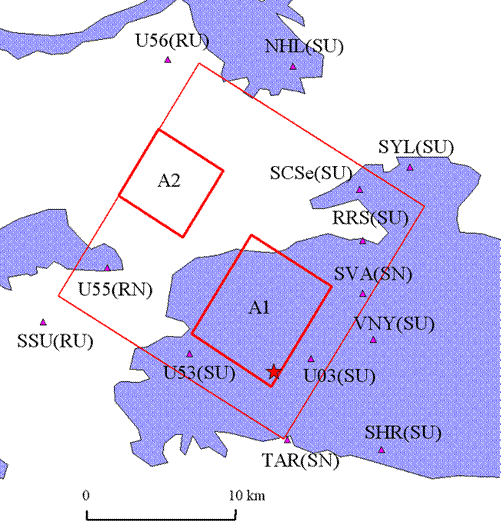 U56(RU)
NHL(SU)
SYL(SU)
SCSe(SU)
A2
RRS(SU)
SVA(SN)
U55(RN)
A1
VNY(SU)
SSU(RU)
U53(SU)
U03(SU)
SHR(SU)
TAR(SN)
0 10 km